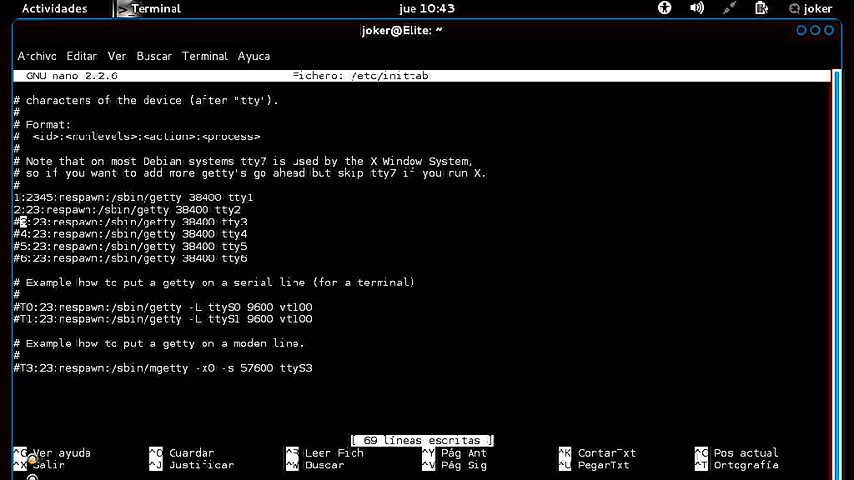 Actividades
Terminal
jue 10:43
joker
joker@Elite: ~
Archivo Editar Ver Buscar Terminal Ayuda
GNU nano 2.2.6 Fichero: /etc/inittab
# characters of the device (after "tty").
#
# Format:
# <id>:<runlevels>:<action>:<process>
#
# Note that on most Debian systems tty7 is used by the X Window System,
# so if you want to add more getty's go ahead but skip tty7 if you run X.
#
1:2345:respawn:/sbin/getty 38400 tty1
2:23:respawn:/sbin/getty 38400 tty2
#3:23:respawn:/sbin/getty 38400 tty3
#4:23:respawn:/sbin/getty 38400 tty4
#5:23:respawn:/sbin/getty 38400 tty5
#6:23:respawn:/sbin/getty 38400 tty6
# Example how to put a getty on a serial line (for a terminal)
#
#T0:23:respawn:/sbin/getty -L ttyS0 9600 vt100
#T1:23:respawn:/sbin/getty -L ttyS1 9600 vt100
# Example how to put a getty on a modem line.
#
#T3:23:respawn:/sbin/mgetty -x0 -s 57600 ttyS3
[ 69 líneas escritas ]
^G Ver ayuda ^O Guardar ^R Leer Fich ^Y Pág Ant ^K CortarTxt ^C Pos actual
^X Salir ^J Justificar ^W Buscar ^V Pág Sig ^U PegarTxt ^T Ortografía